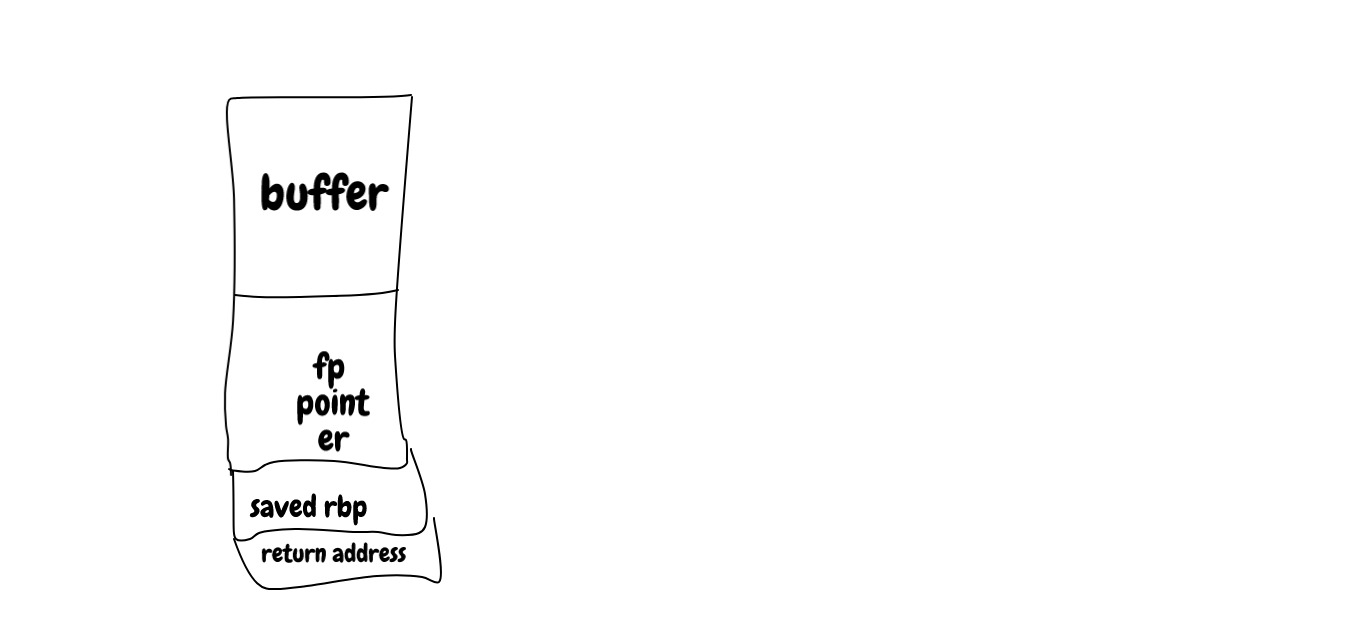 buffer
fp
point
er
saved rbp
return address